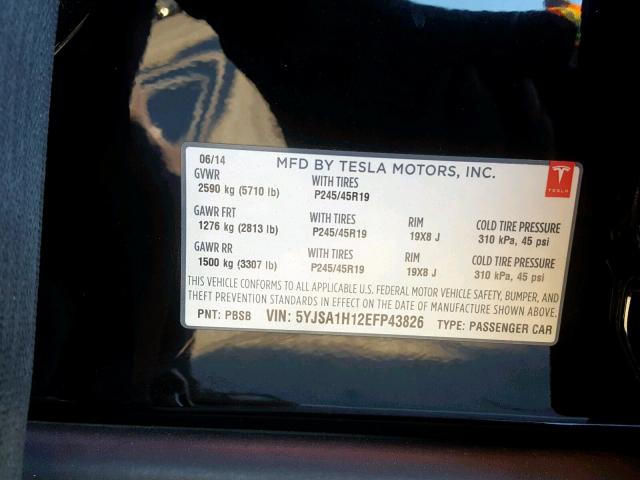 06/14 MFD BY TESLA MOTORS, INC.
GVWR WITH TIRES
2590 kg (5710 lb) P245/45R19
TESLA
GAWR FRT WITH TIRES RIM COLD TIRE PRESSURE
1276 kg (2813 lb) P245/45R19 19X8 J 310 kPa, 45 psi
GAWR RR WITH TIRES RIM COLD TIRE PRESSURE
1500 kg (3307 lb) P245/45R19 19X8 J 310 kPa, 45 psi
THIS VEHICLE CONFORMS TO ALL APPLICABLE U.S. FEDERAL MOTOR VEHICLE SAFETY, BUMPER, AND
THEFT PREVENTION STANDARDS IN EFFECT ON THE DATE OF MANUFACTURE SHOWN ABOVE.
PNT: PBSB VIN: 5YJSA1H12EFP43826 TYPE: PASSENGER CAR